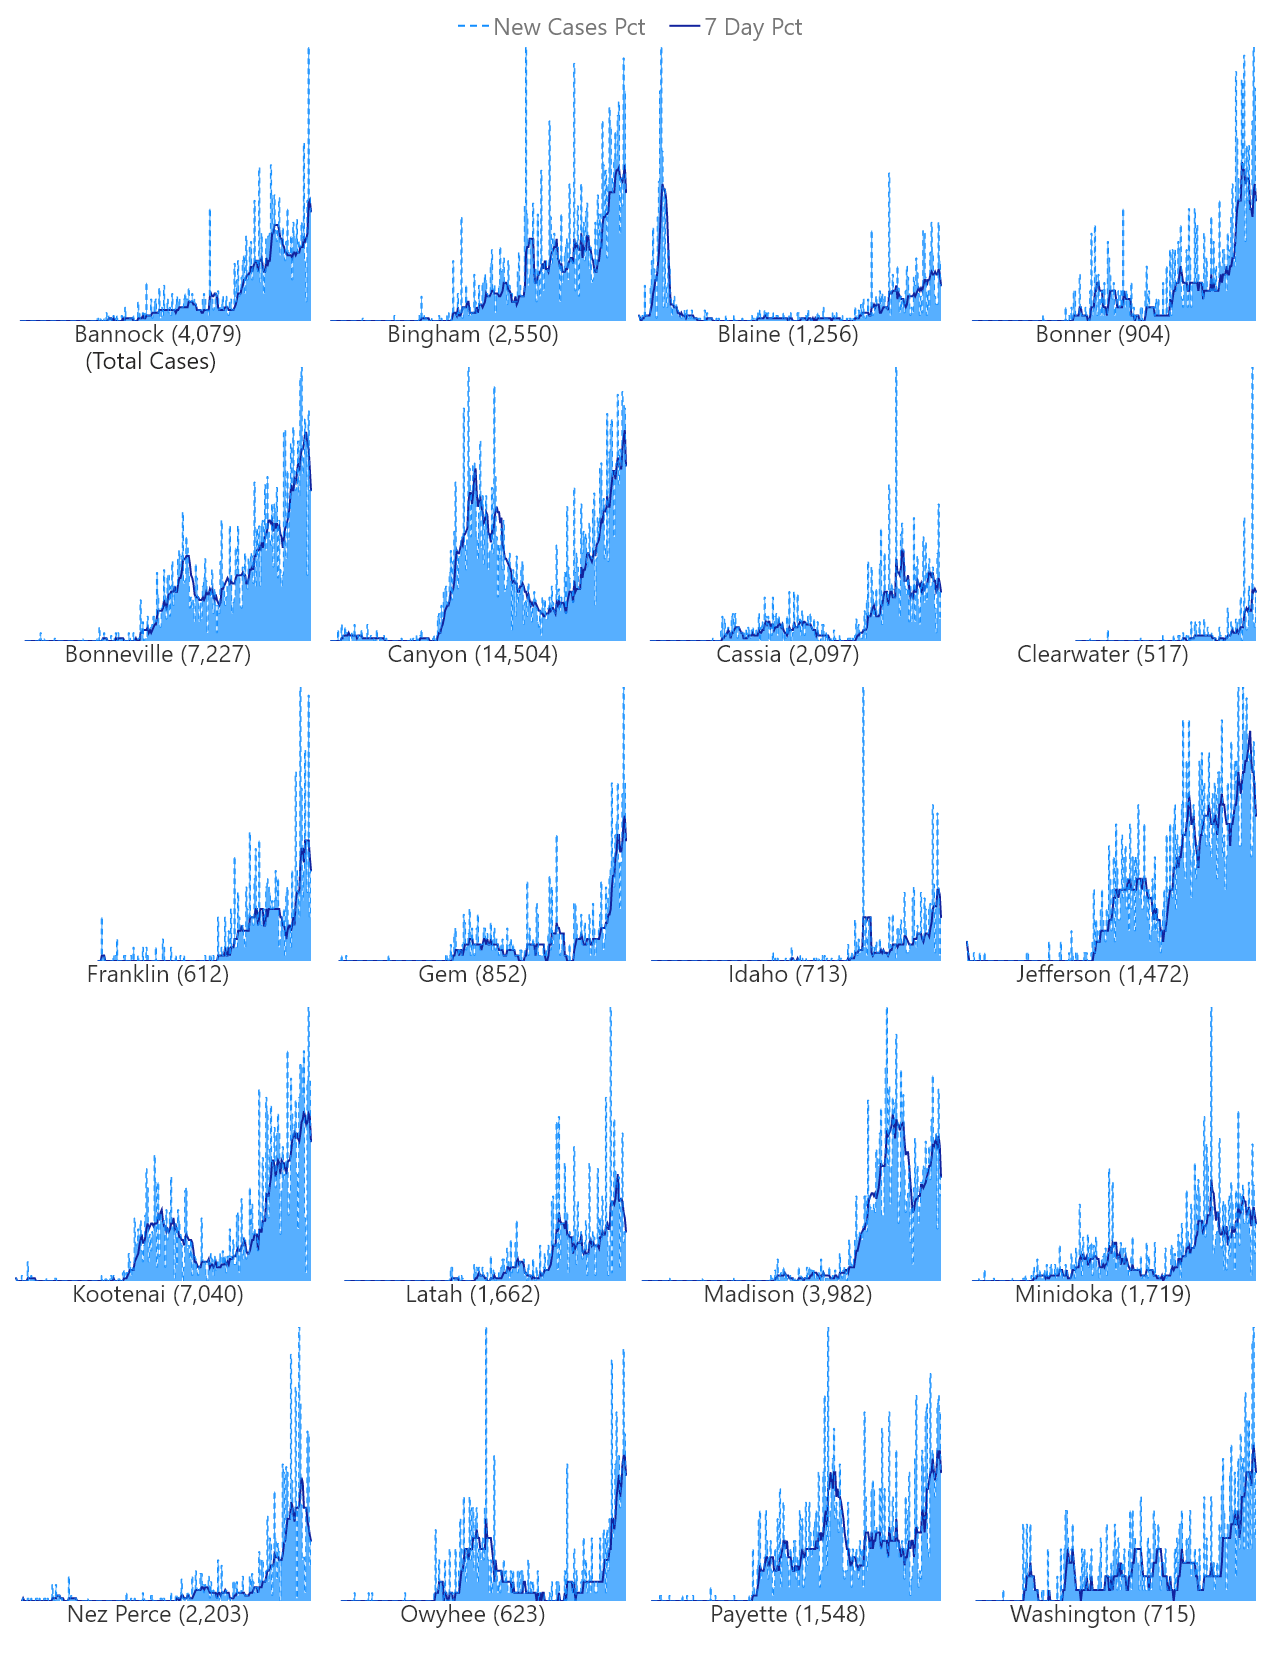 New Cases Pct 7 Day Pct
Bannock (4,079) Bingham (2,550) Blaine (1,256) Bonner (904)
(Total Cases)
Bonneville (7,227) Canyon (14,504) Cassia (2,097) Clearwater (517)
Franklin (612) Gem (852) Idaho (713) Jefferson (1,472)
Kootenai (7,040) Latah (1,662) Madison (3,982) Minidoka (1,719)
Nez Perce (2,203) Owyhee (623) Payette (1,548) Washington (715)